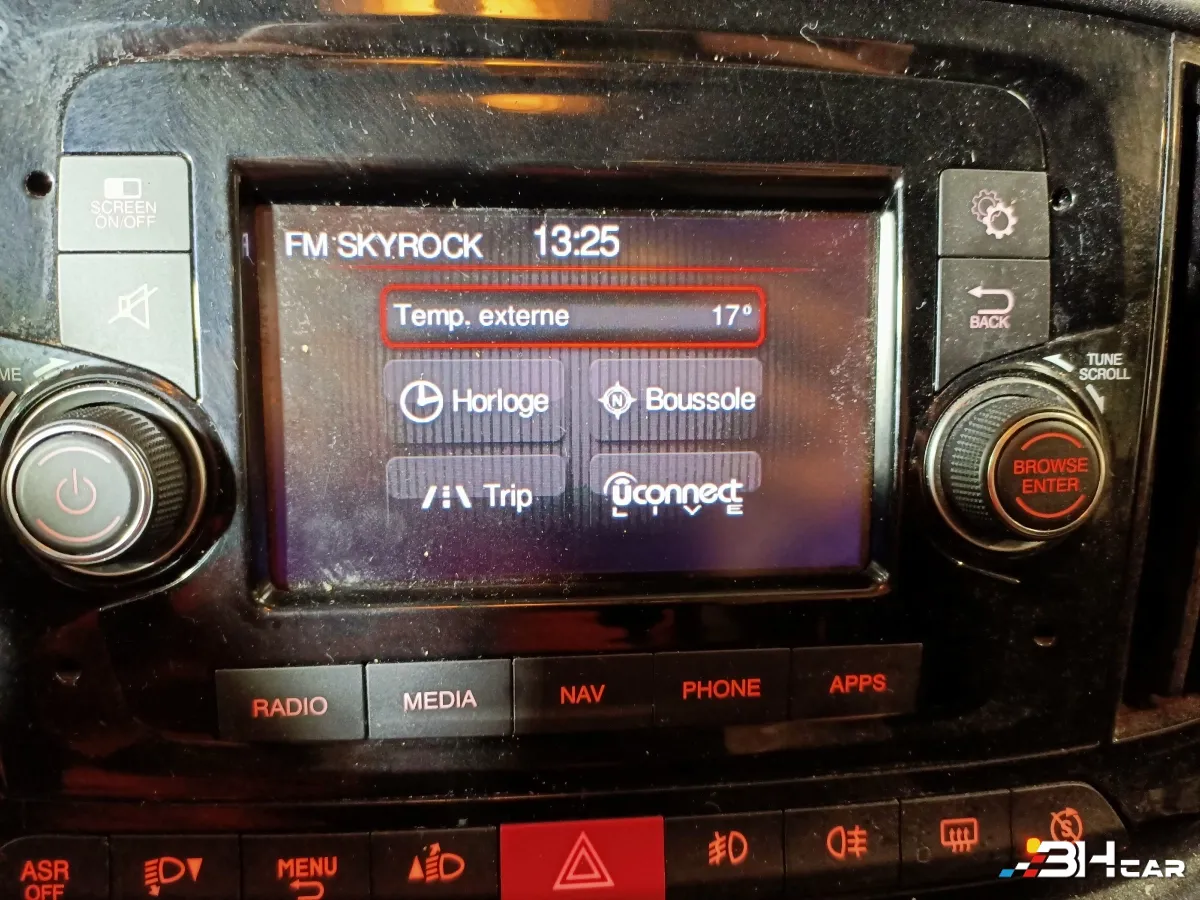 SCREEN
ON/OFF
FM SKYROCK 13:25
Temp. externe 17°
Horloge
N
Boussole
Trip
uconnect
LIVE
BACK
TUNE
SCROLL
BROWSE
ENTER
RADIO
MEDIA
NAV
PHONE
APPS
ASR
OFF
MENU
S
3HCAR